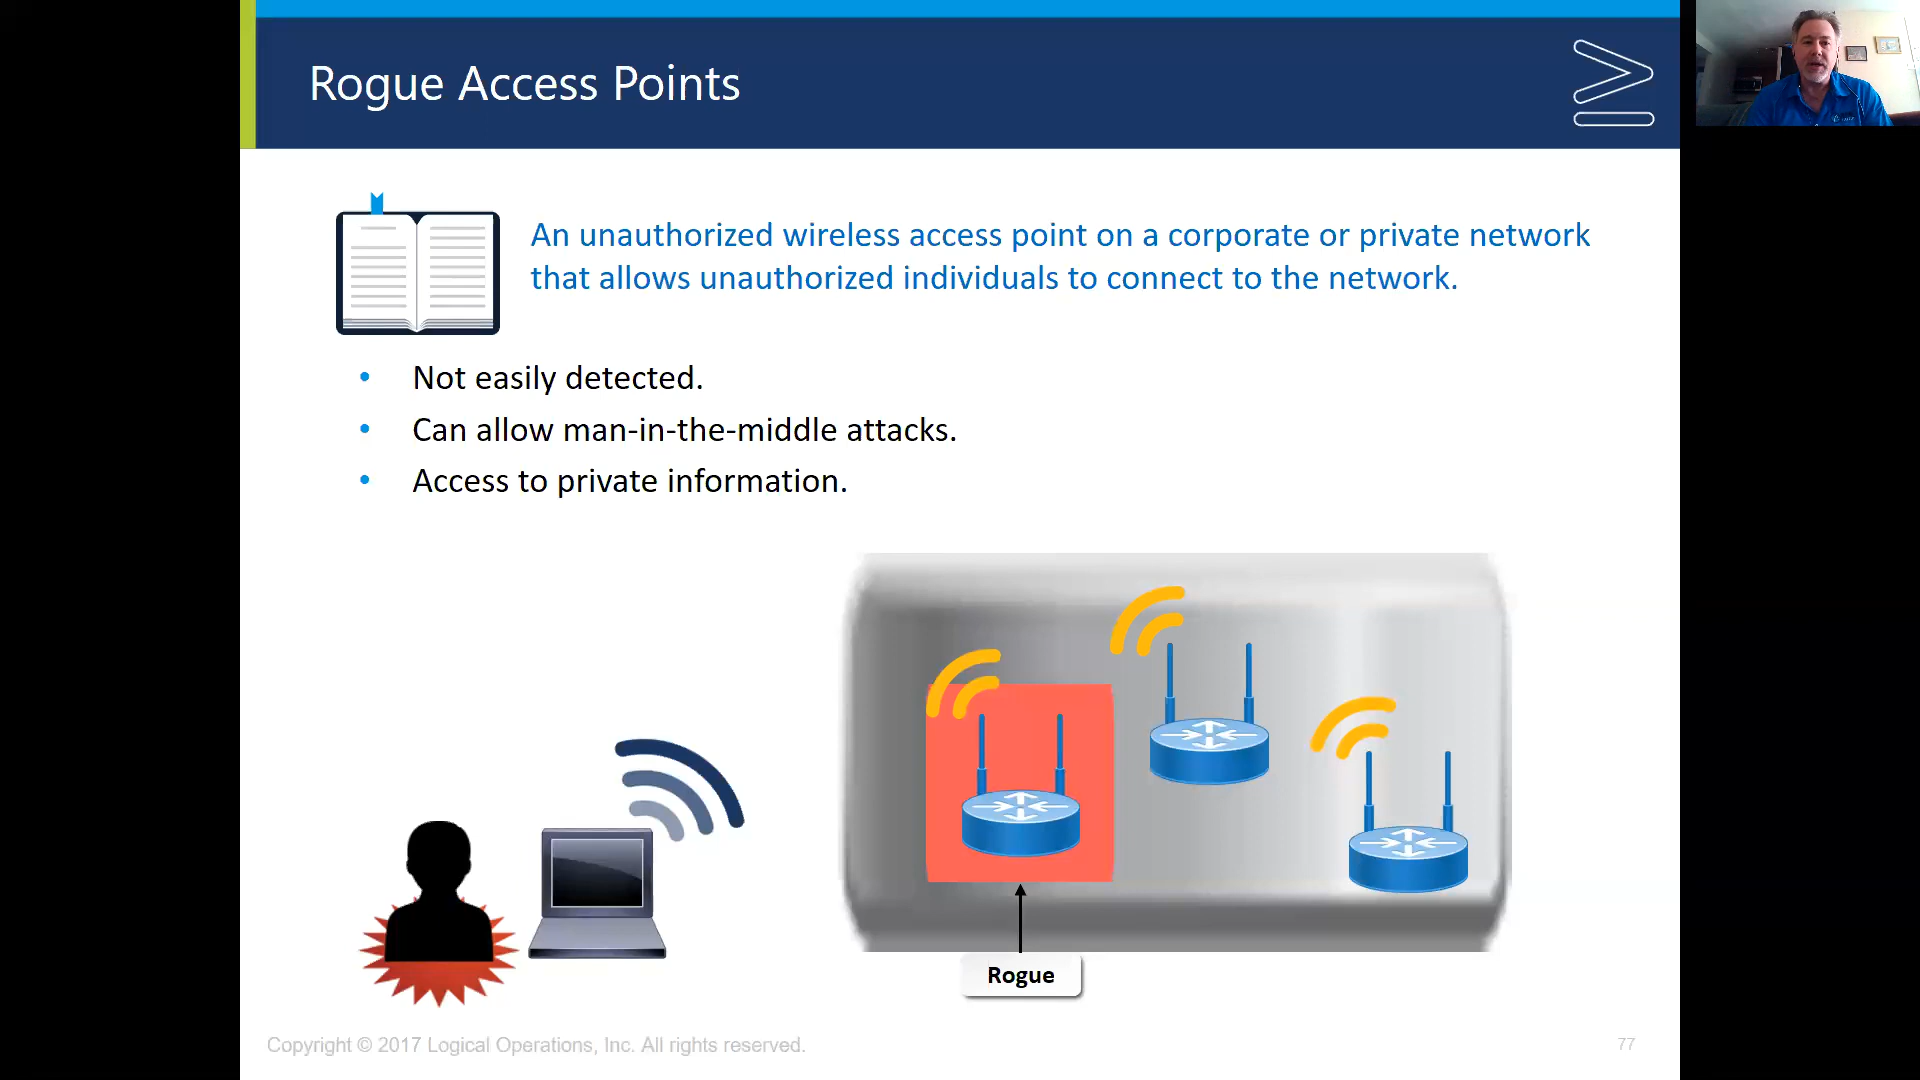 Rogue Access Points
An unauthorized wireless access point on a corporate or private network
that allows unauthorized individuals to connect to the network.
• Not easily detected.
• Can allow man-in-the-middle attacks.
• Access to private information.
Rogue
Copyright © 2017 Logical Operations, Inc. All rights reserved.
77